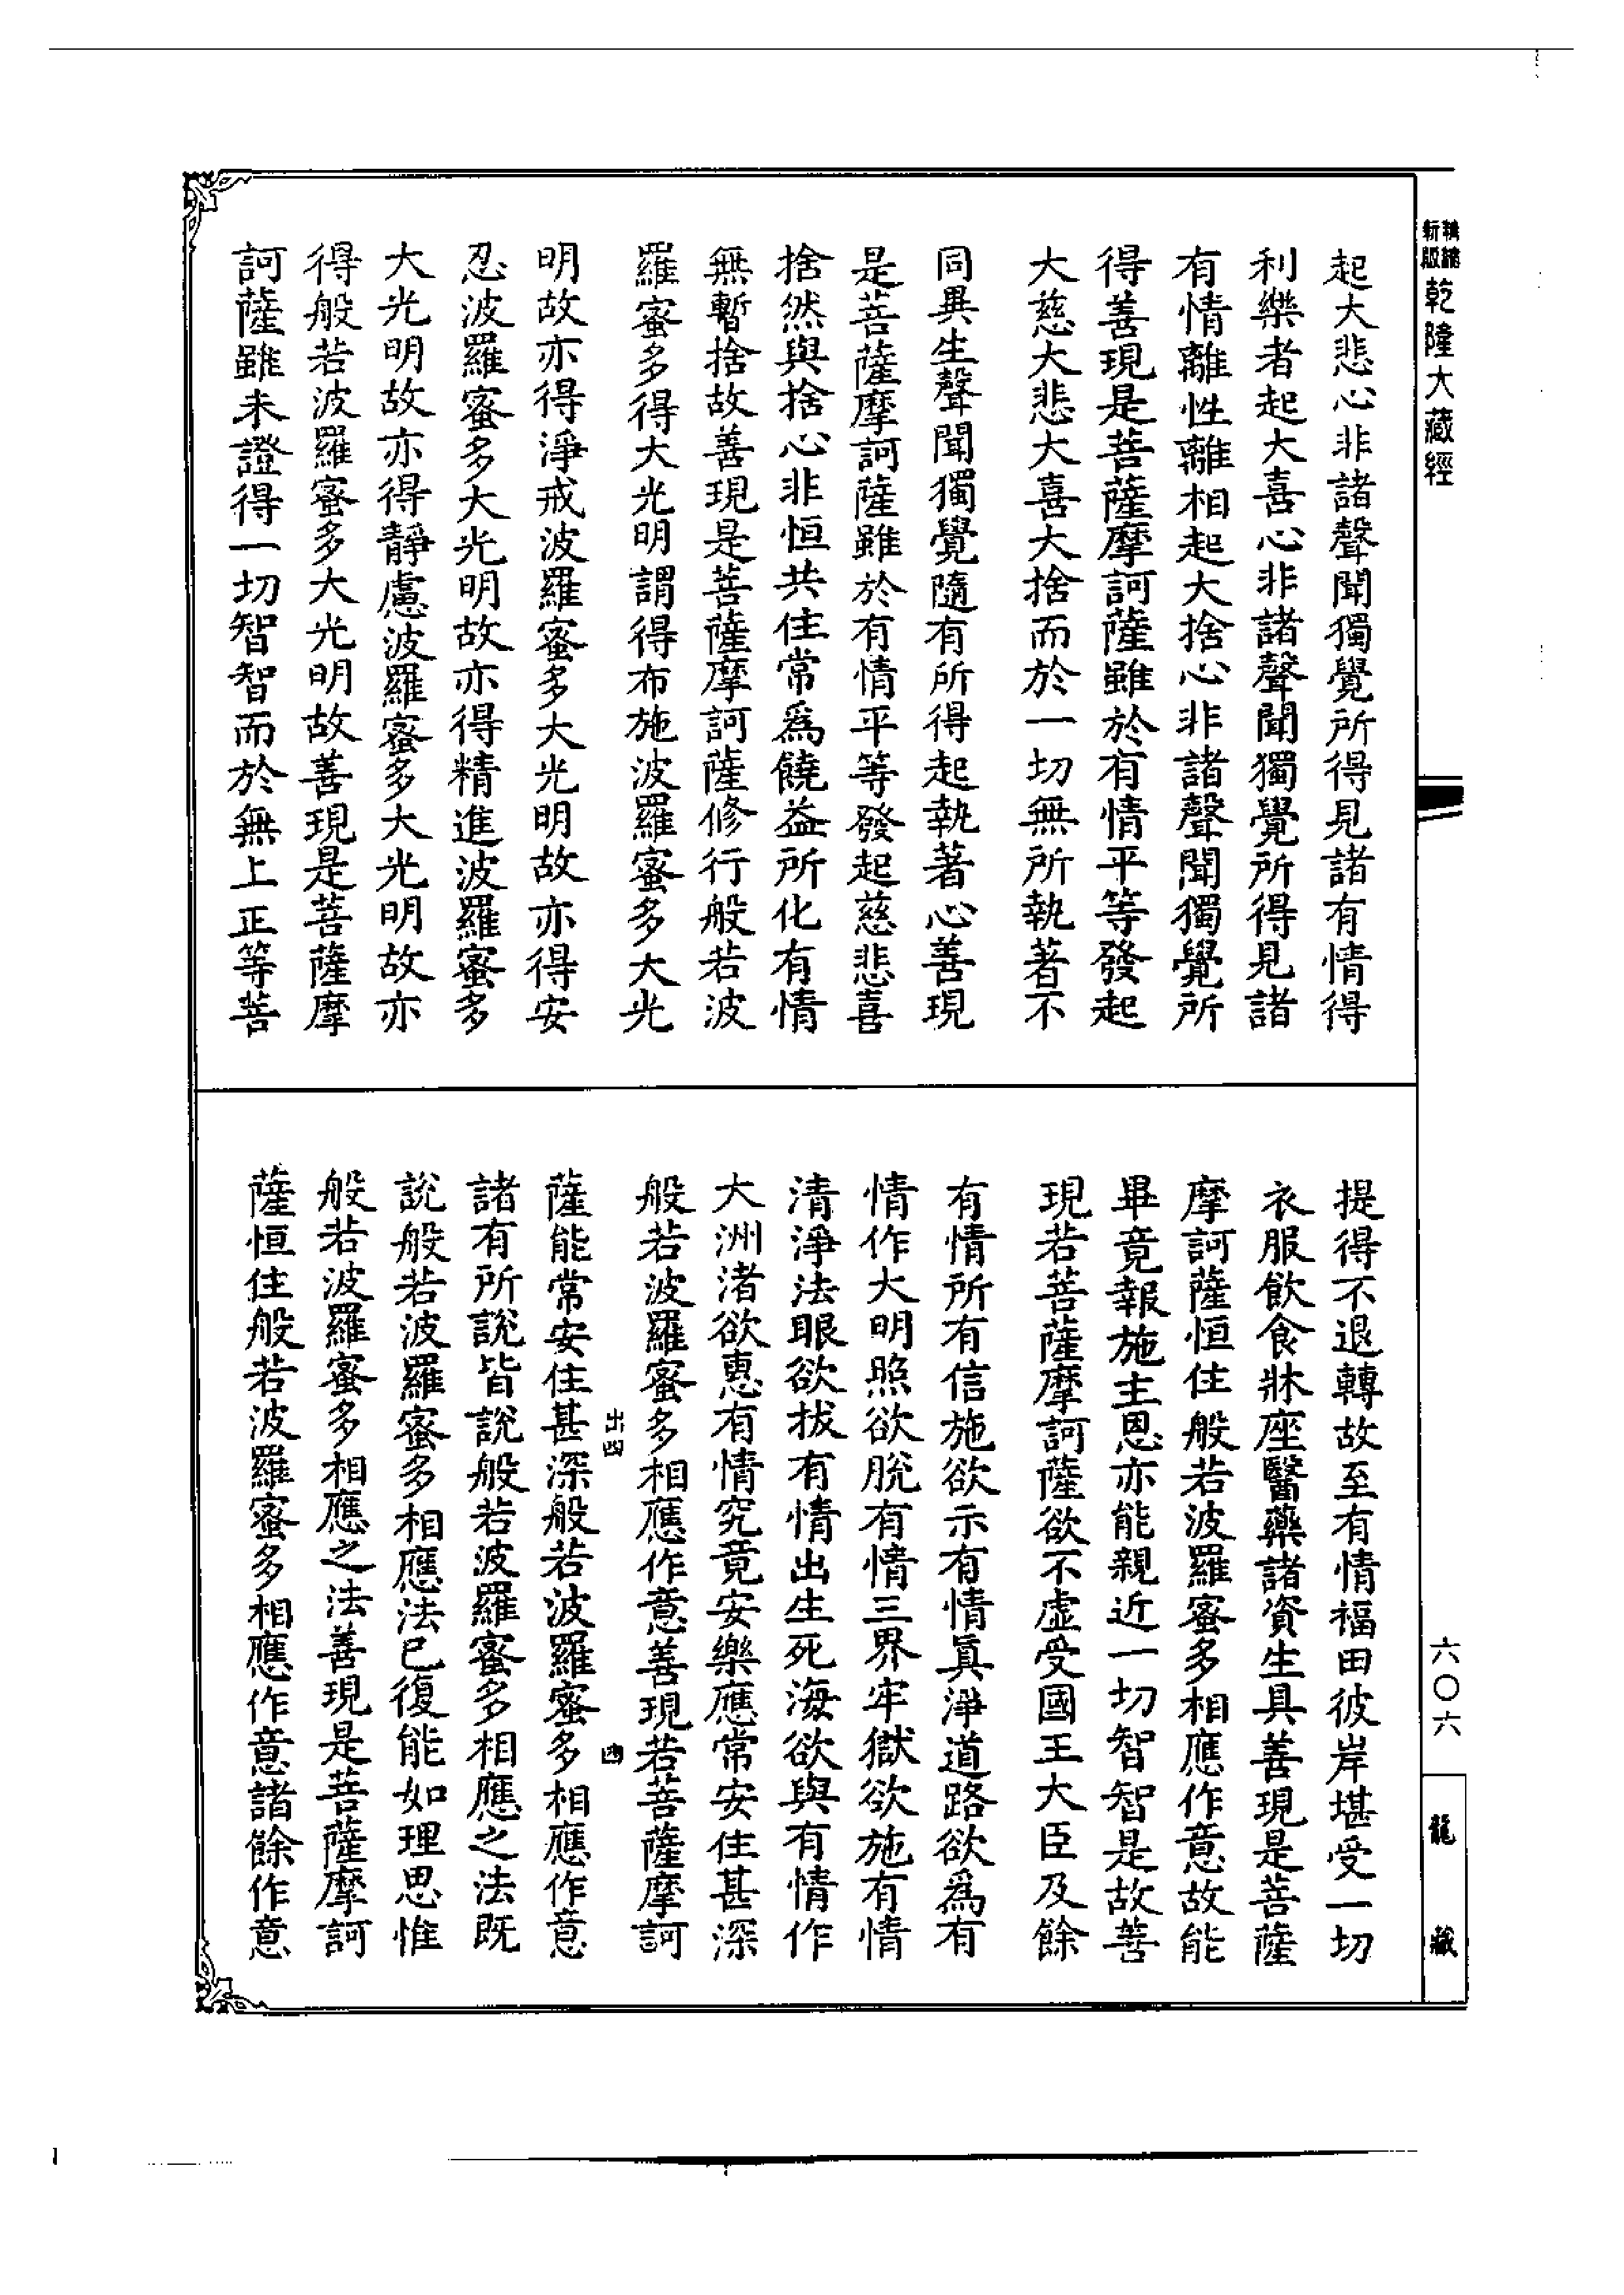 新版
乾隆大藏經
起大悲心非諸聲聞獨覺所得見諸有情得
利樂者起大喜心非諸聲聞獨覺所得見諸
有情離性離相起大捨心非諸聲聞獨覺所
得善現是菩薩摩訶薩雖於有情平等發起
大慈大悲大喜大捨而於一切無所執著不
同異生聲聞獨覺隨有所得起執著心善現
是菩薩摩訶薩雖於有情平等發起慈悲喜
捨然與捨心非恒共住常為饒益所化有情
無暫捨故善現是菩薩摩訶薩修行般若波
羅蜜多得大光明謂得布施波羅蜜多大光
明故亦得淨戒波羅蜜多大光明故亦得安
忍波羅蜜多大光明故亦得精進波羅蜜多
大光明故亦得靜慮波羅蜜多大光明故亦
得般若波羅蜜多大光明故善現是菩薩摩
訶薩雖未證得一切智智而於無上正等菩
提得不退轉故至有情福田彼岸堪受一切
衣服飲食牀座醫藥諸資生具善現是菩薩
摩訶薩恒住般若波羅蜜多相應作意故能
畢竟報施主恩亦能親近一切智智是故善
現若菩薩摩訶薩欲不虛受國王大臣及餘
有情所有信施欲示有情真淨道路欲為有
情作大明照欲脫有情三界牢獄欲施有情
清淨法眼欲拔有情出生死海欲與有情作
大洲渚欲惠有情究竟安樂應常安住甚深
般若波羅蜜多相應作意善現若菩薩摩訶
出四
四
薩能常安住甚深般若波羅蜜多相應作意
諸有所說皆說般若波羅蜜多相應之法既
說般若波羅蜜多相應法已復能如理思惟
般若波羅蜜多相應之法善現是菩薩摩訶
薩恒住般若波羅蜜多相應作意諸餘作意
六〇六
龍藏